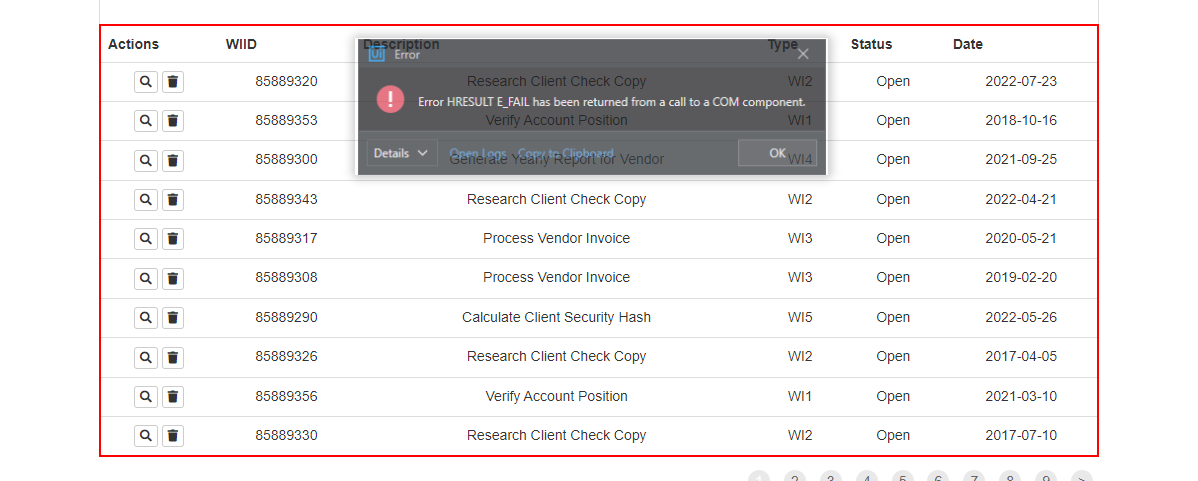 Actions WIID Description Type Status Date
Ui Error
85889320 Research Client Check Copy WI2 Open 2022-07-23
Error HRESULT E_FAIL has been returned from a call to a COM component.
85889353 Verify Account Position WI1 Open 2018-10-16
Details Open Logs Copy to Clipboard OK
85889300 Generate Yearly Report for Vendor WI4 Open 2021-09-25
85889343 Research Client Check Copy WI2 Open 2022-04-21
85889317 Process Vendor Invoice WI3 Open 2020-05-21
85889308 Process Vendor Invoice WI3 Open 2019-02-20
85889290 Calculate Client Security Hash WI5 Open 2022-05-26
85889326 Research Client Check Copy WI2 Open 2017-04-05
85889356 Verify Account Position WI1 Open 2021-03-10
85889330 Research Client Check Copy WI2 Open 2017-07-10
1 2 3 4 5 6 7 8 9 >